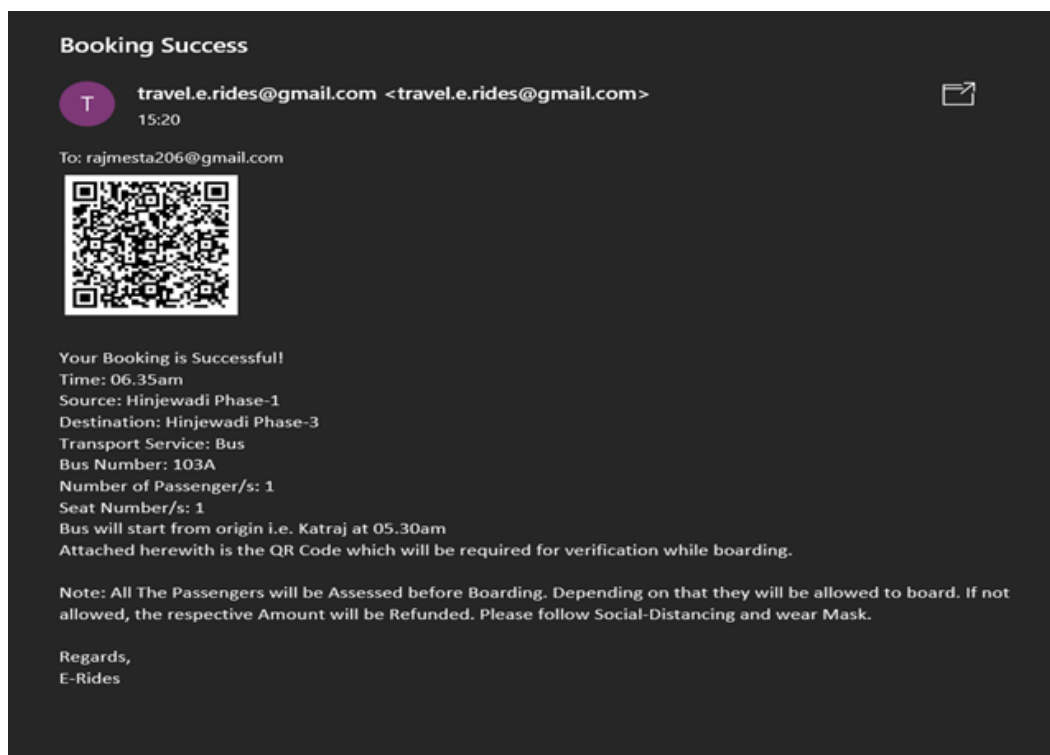 Booking Success
T
travel.e.rides@gmail.com <travel.e.rides@gmail.com>
15:20
To: rajmesta206@gmail.com
Your Booking is Successful!
Time: 06.35am
Source: Hinjewadi Phase-1
Destination: Hinjewadi Phase-3
Transport Service: Bus
Bus Number: 103A
Number of Passenger/s: 1
Seat Number/s: 1
Bus will start from origin i.e. Katraj at 05.30am
Attached herewith is the QR Code which will be required for verification while boarding.
Note: All The Passengers will be Assessed before Boarding. Depending on that they will be allowed to board. If not
allowed, the respective Amount will be Refunded. Please follow Social-Distancing and wear Mask.
Regards,
E-Rides